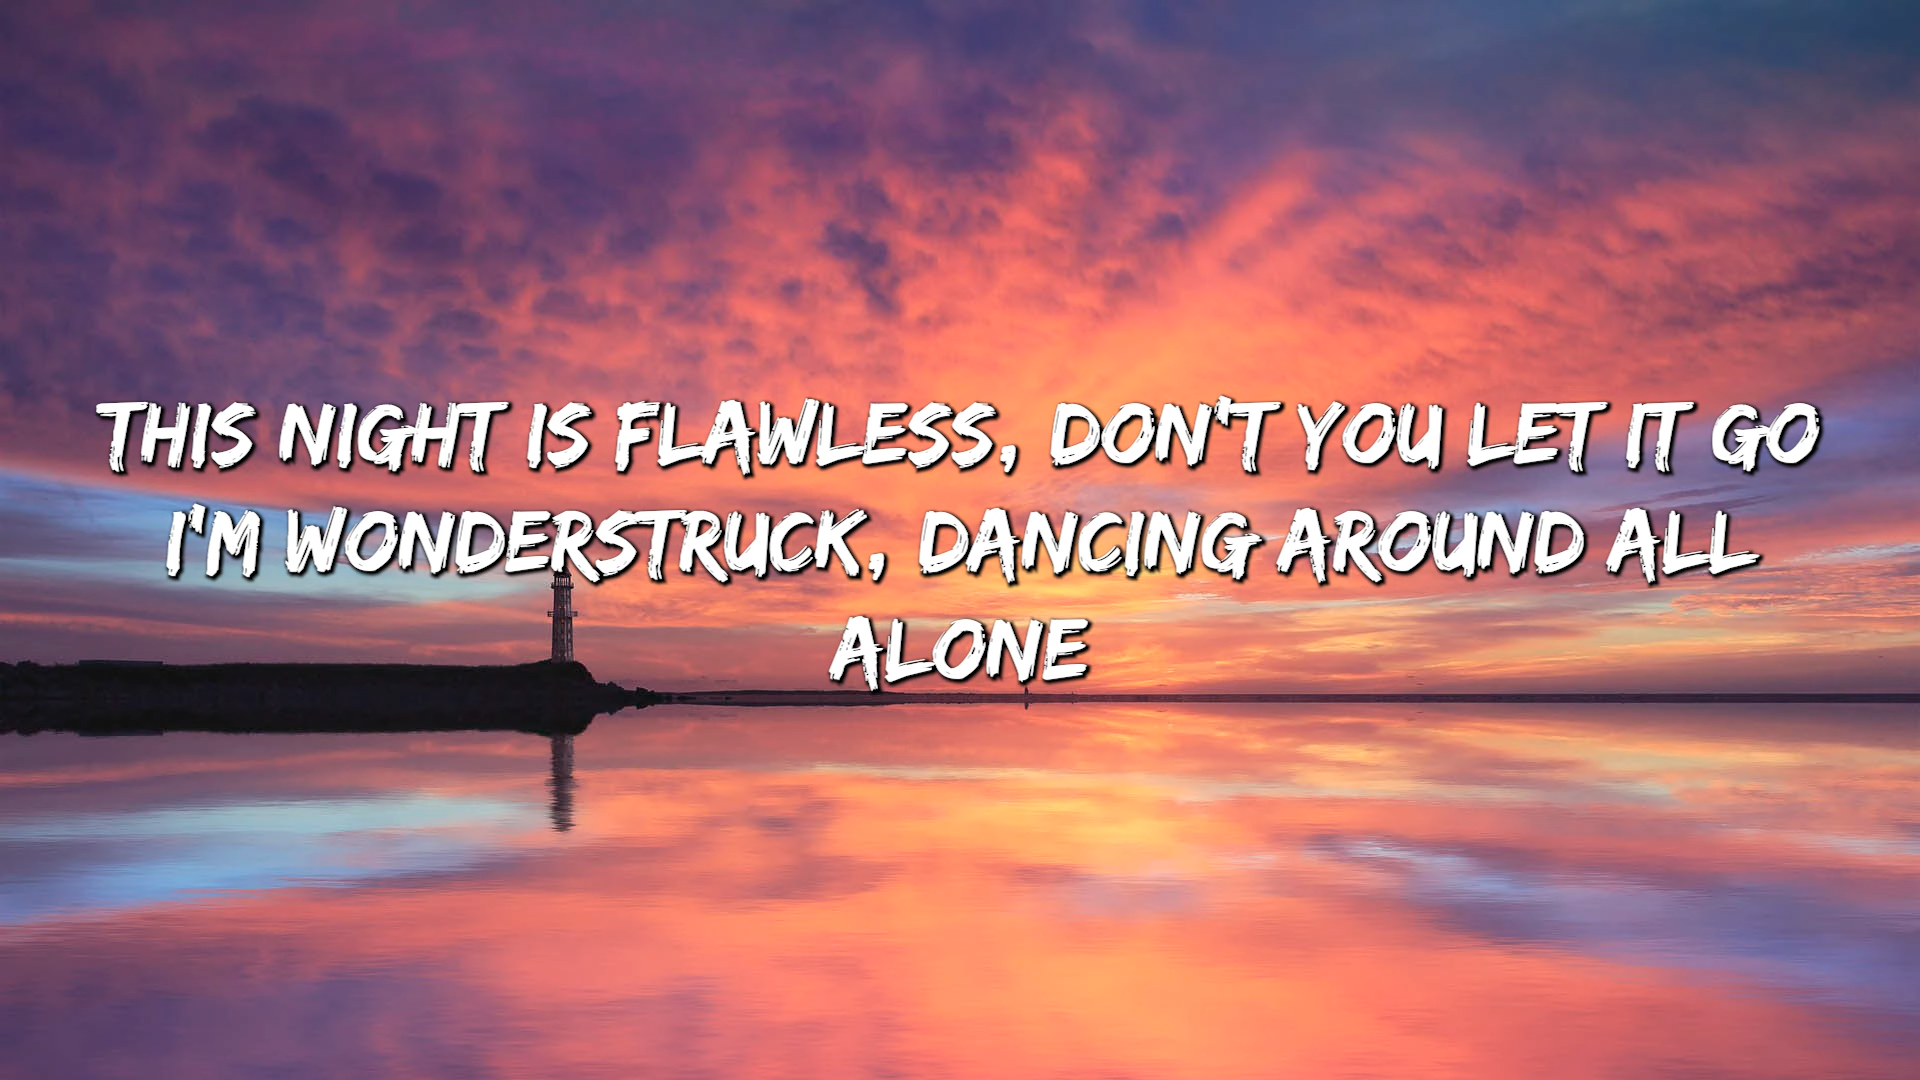 THIS NIGHT IS FLAWLESS, DON'T YOU LET IT GO
I'M WONDERSTRUCK, DANCING AROUND ALL
ALONE